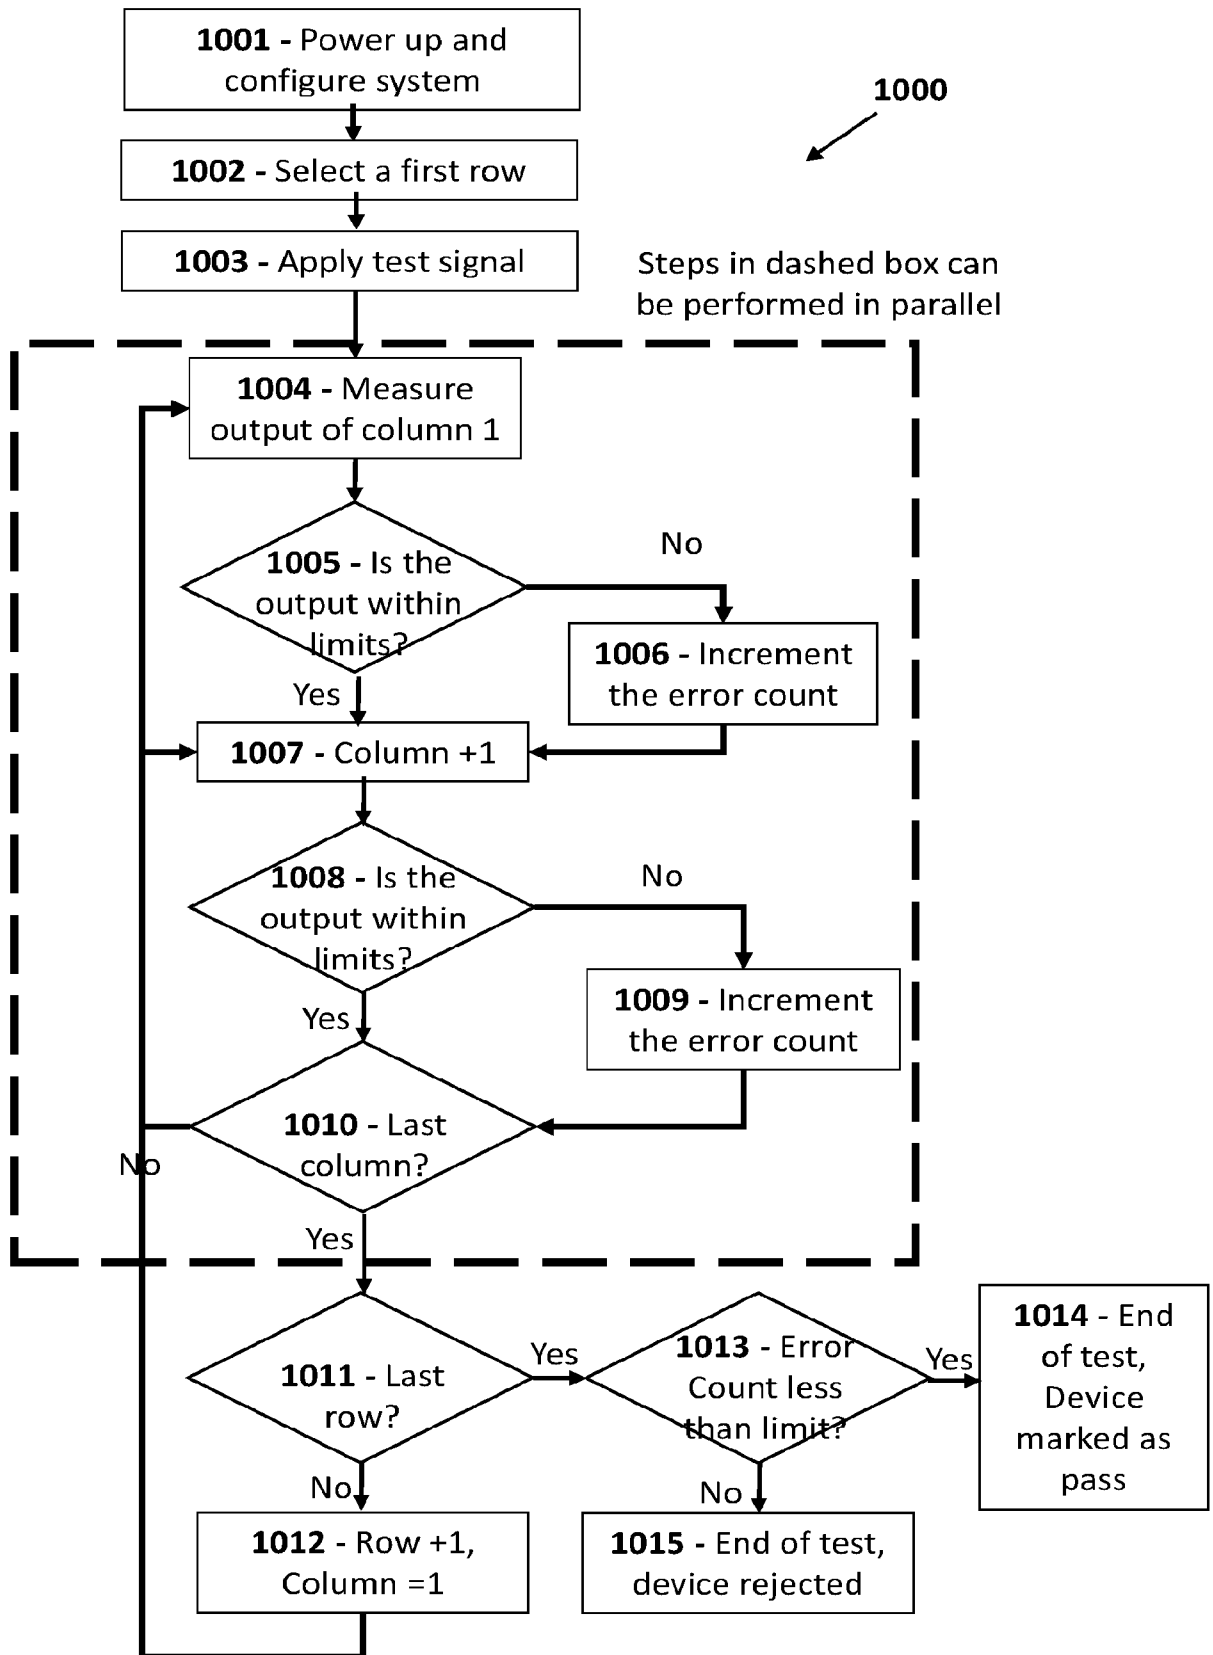 1001 - Power up and
configure system
1000
1002 - Select a first row
1003 - Apply test signal
Steps in dashed box can
be performed in parallel
1004 - Measure
output of column 1
1005 - Is the
output within
limits?
No
1006 - Increment
the error count
Yes
1007 - Column +1
1008 - Is the
output within
limits?
No
1009 - Increment
the error count
Yes
1010 - Last
column?
No
Yes
1011 - Last
row?
Yes
1013 - Error
Count less
than limit?
Yes
1014 - End
of test,
Device
marked as
pass
No
1012 - Row +1,
Column =1
No
1015 - End of test,
device rejected